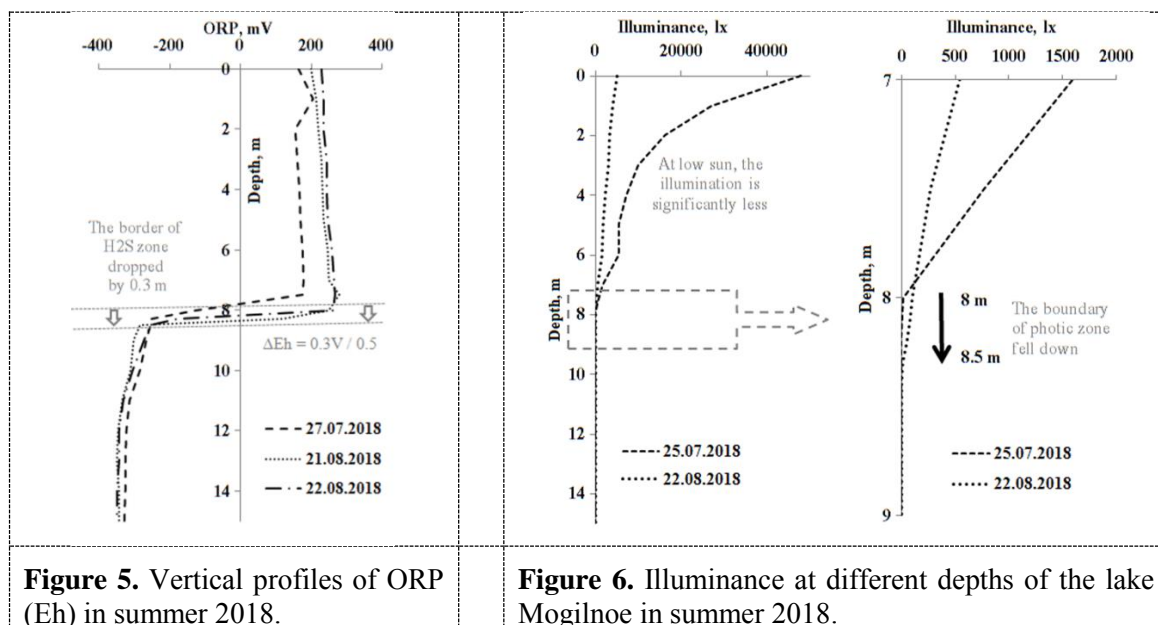 ORP, mV
-400 -200 0 200 400
0
2
4
6
8
10
12
14
Depth, m
The border of
H2S zone
dropped
by 0.3 m
ΔEh = 0.3V / 0.5
27.07.2018
21.08.2018
22.08.2018
Figure 5. Vertical profiles of ORP
(Eh) in summer 2018.
Illuminance, lx
0 20000 40000
0
2
4
6
8
10
12
14
Depth, m
At low sun, the
illumination is
significantly less
25.07.2018
22.08.2018
Illuminance, lx
0 500 1000 1500 2000
7
8
9
Depth, m
8 m
The boundary
of photic zone
fell down
8.5 m
25.07.2018
22.08.2018
Figure 6. Illuminance at different depths of the lake
Mogilnoe in summer 2018.